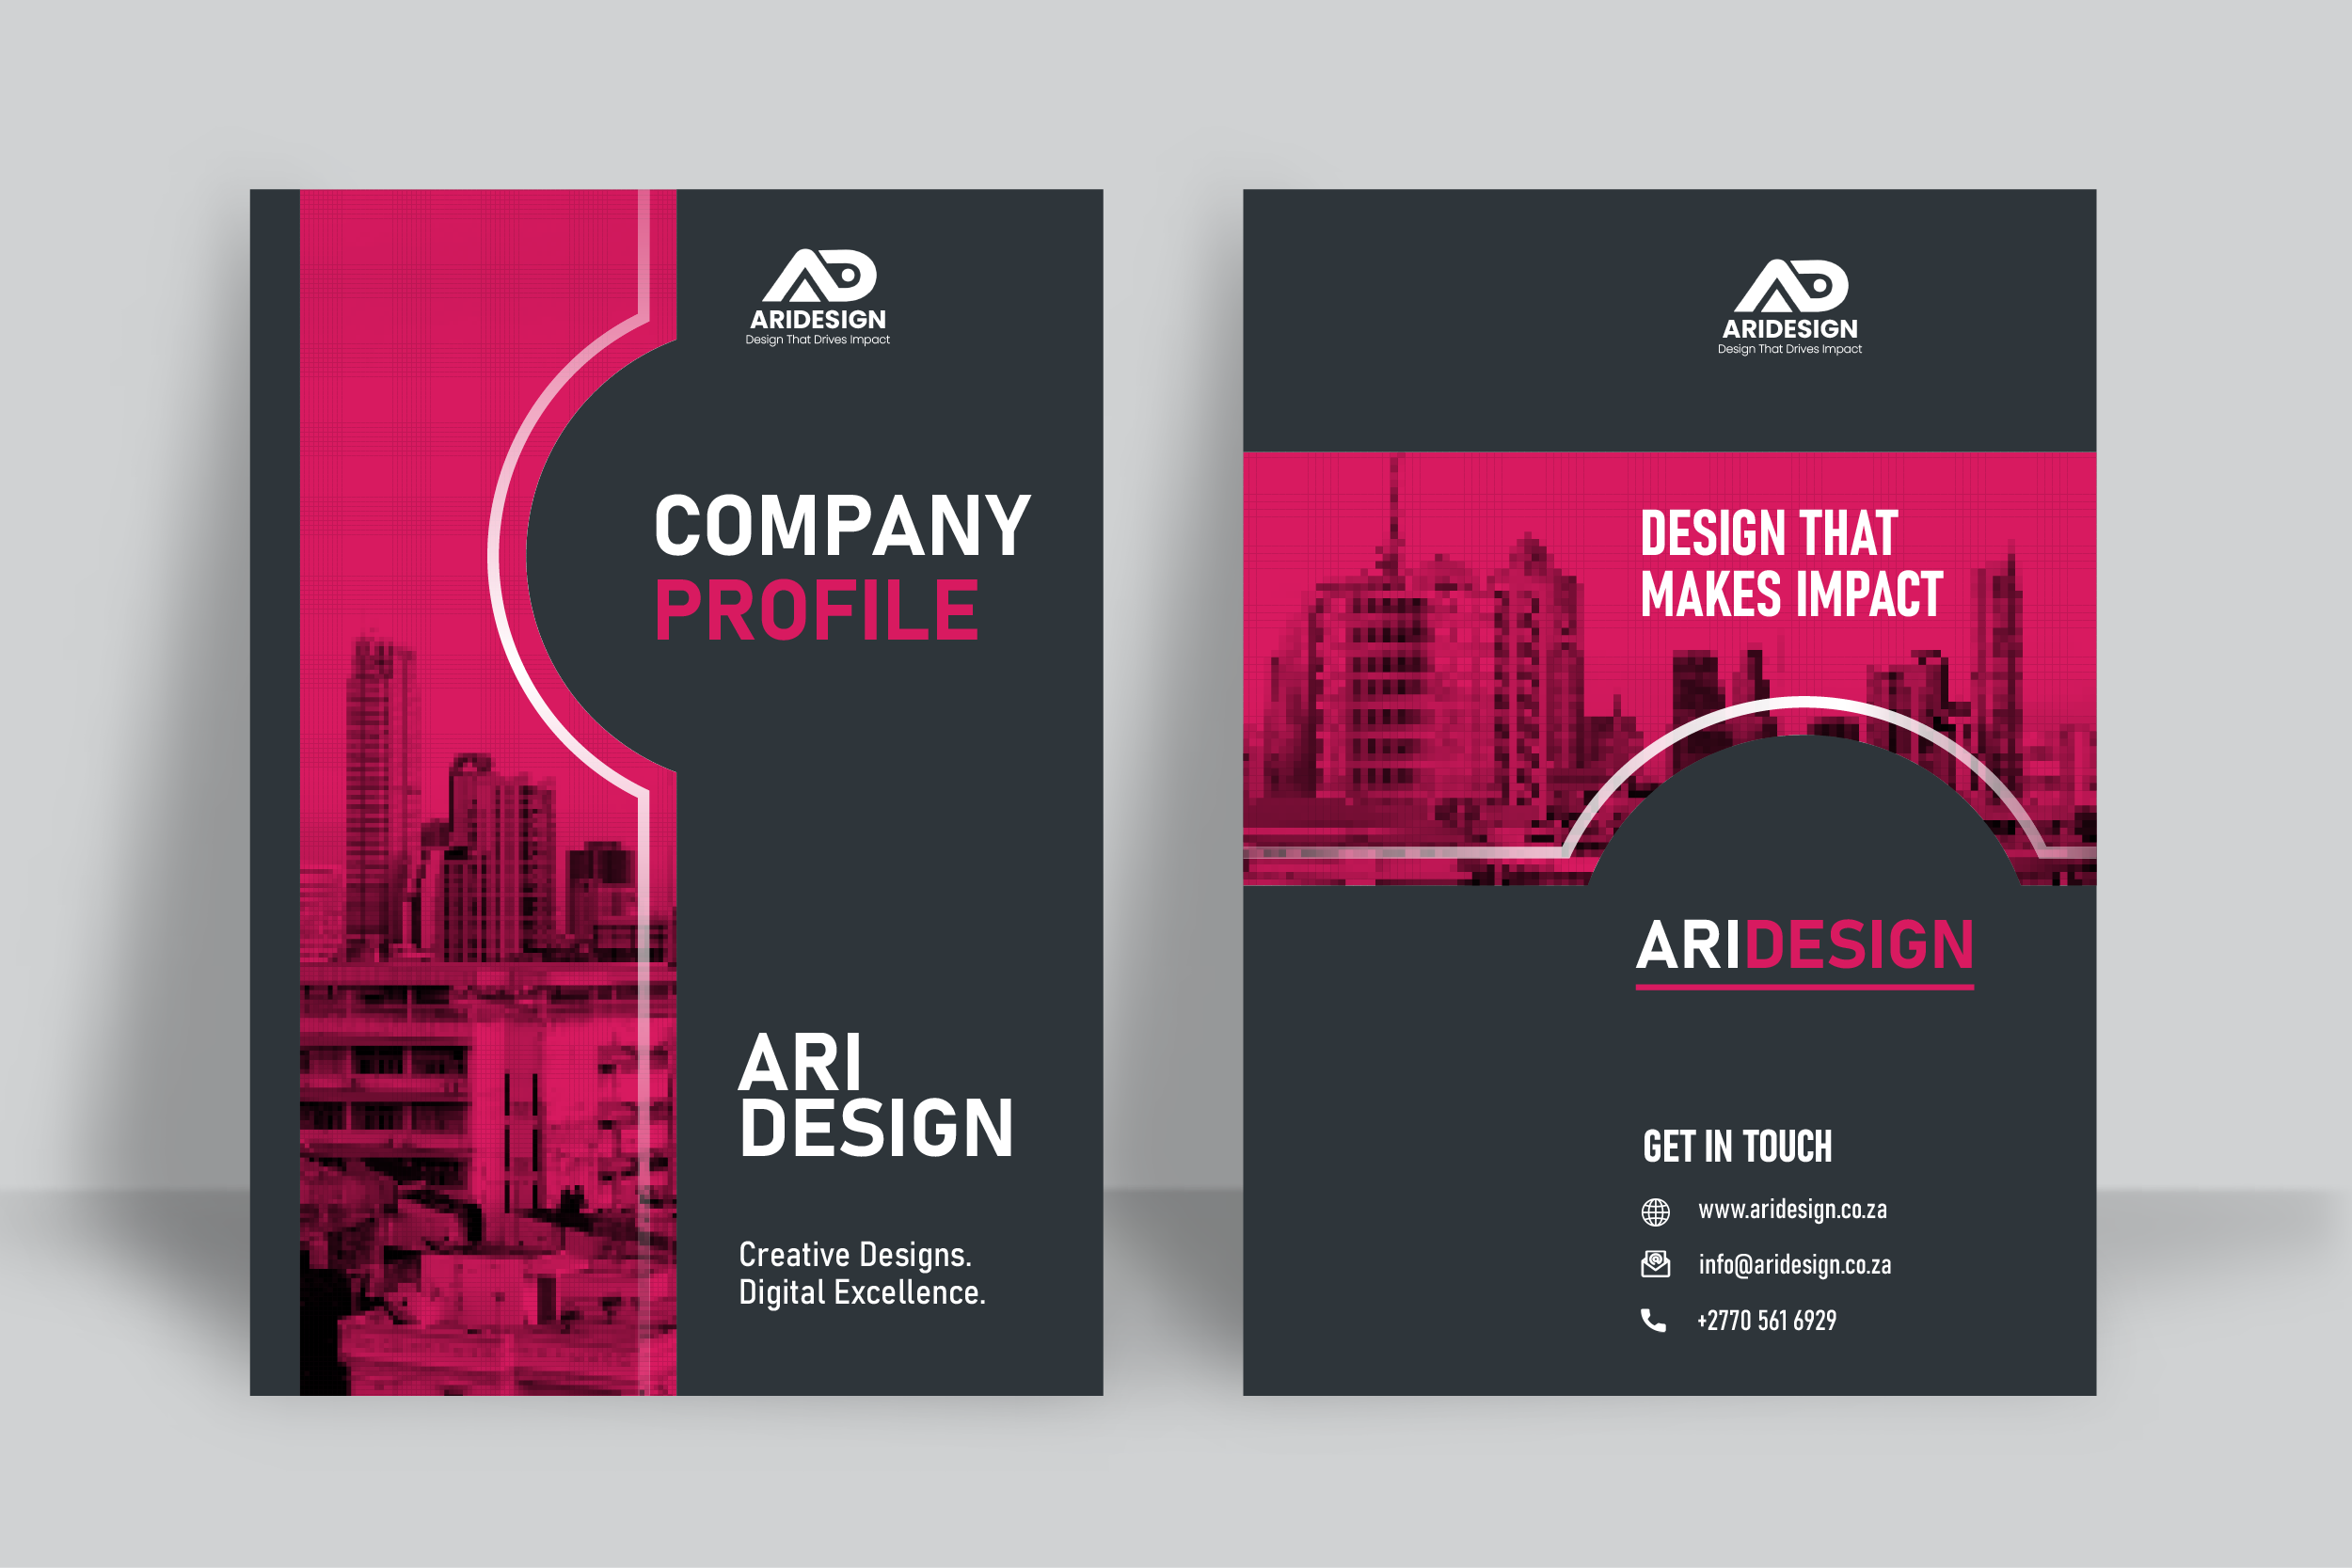 ARIDESIGN
Design That Drives Impact
COMPANY
PROFILE
ARI
DESIGN
Creative Designs.
Digital Excellence.
ARIDESIGN
Design That Drives Impact
DESIGN THAT
MAKES IMPACT
ARIDESIGN
GET IN TOUCH
www.aridesign.co.za
info@aridesign.co.za
+2770 561 6929